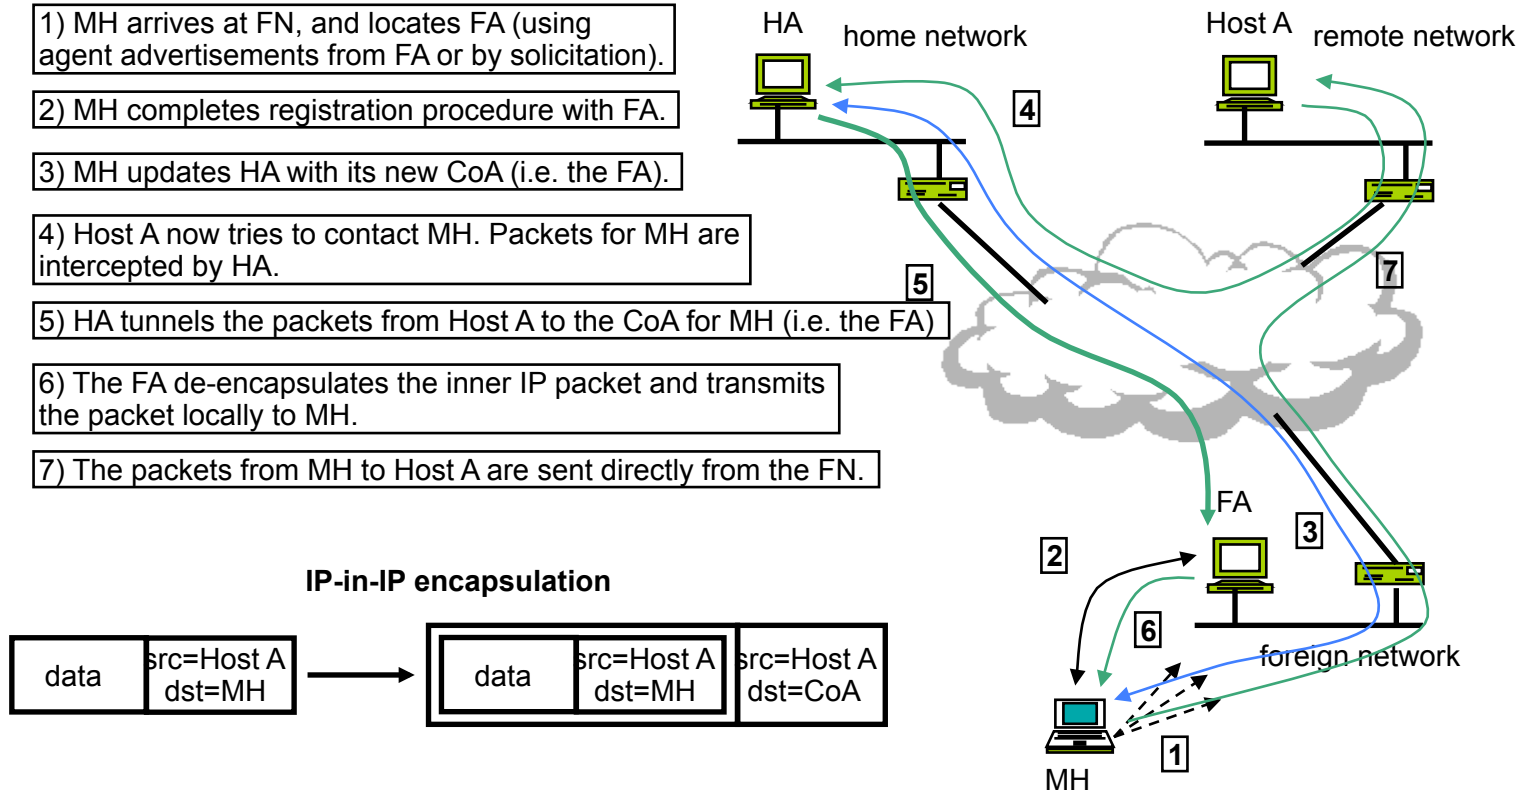 1) MH arrives at FN, and locates FA (using
agent advertisements from FA or by solicitation).
2) MH completes registration procedure with FA.
3) MH updates HA with its new CoA (i.e. the FA).
4) Host A now tries to contact MH. Packets for MH are
intercepted by HA.
5) HA tunnels the packets from Host A to the CoA for MH (i.e. the FA)
6) The FA de-encapsulates the inner IP packet and transmits
the packet locally to MH.
7) The packets from MH to Host A are sent directly from the FN.
IP-in-IP encapsulation
data
src=Host A
dst=MH
data
src=Host A
dst=MH
src=Host A
dst=CoA
HA
home network
Host A
remote network
4
5
7
FA
3
2
6
foreign network
1
MH